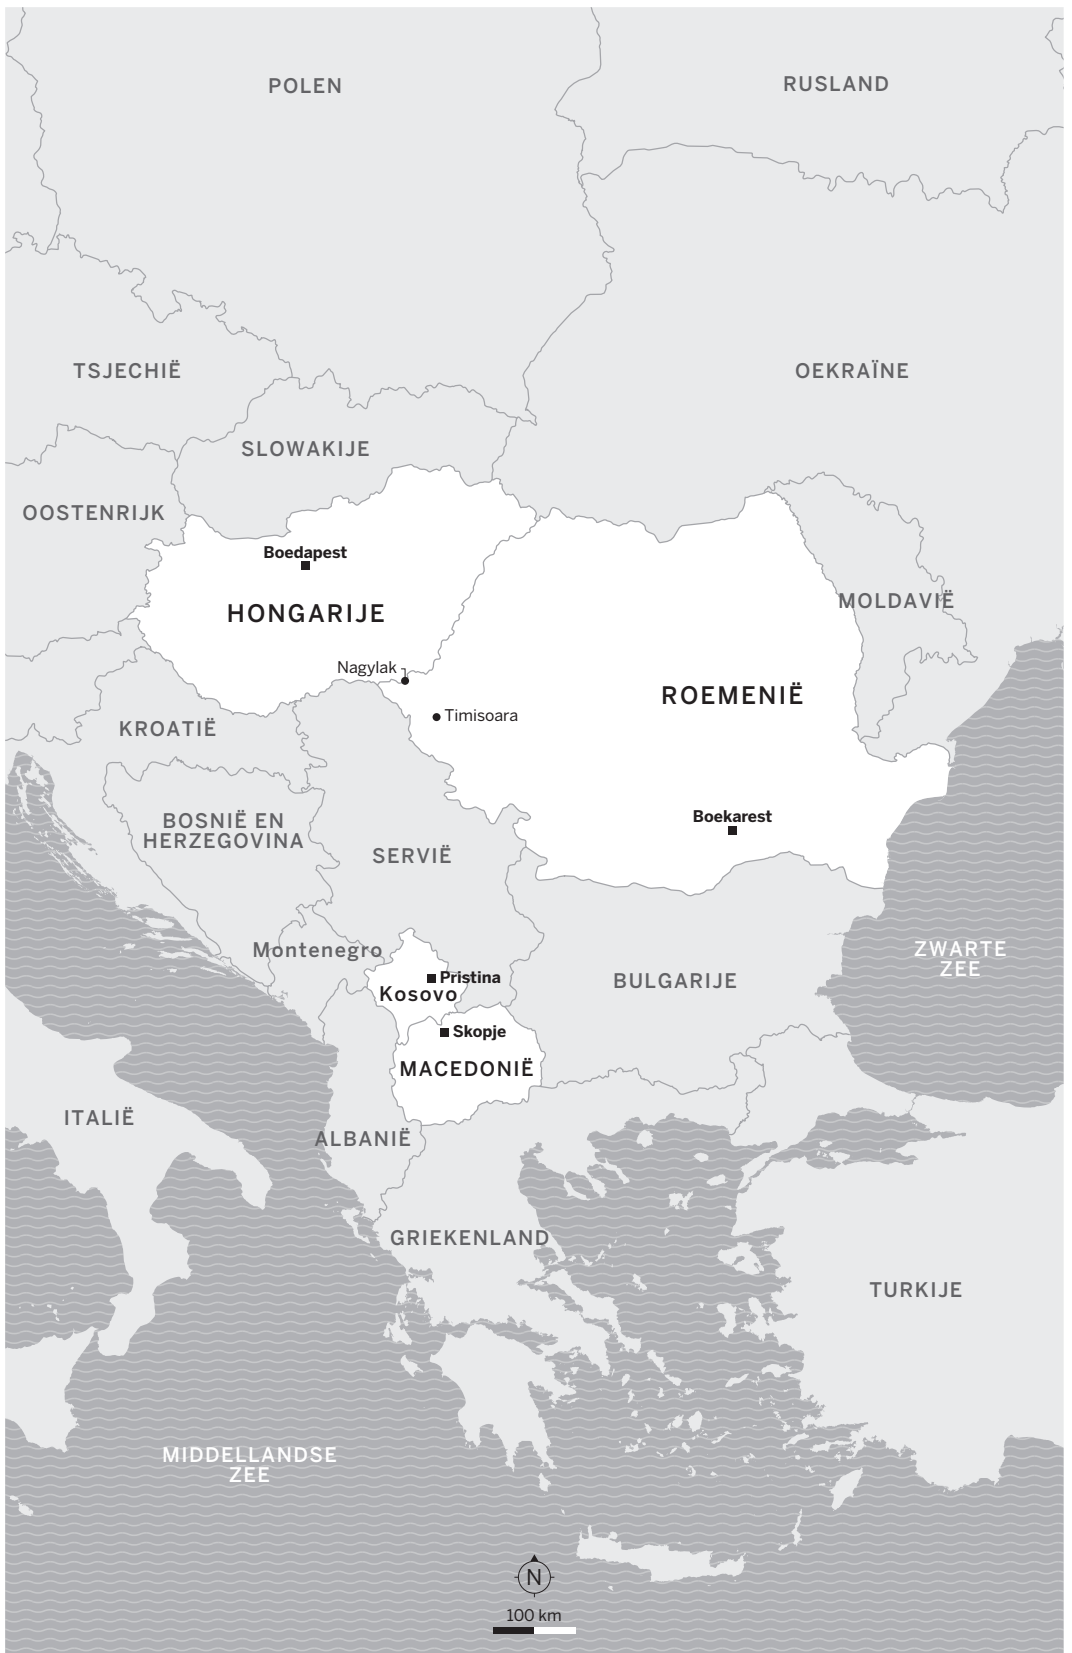 POLEN
RUSLAND
TSJECHIË
OEKRAÏNE
SLOWAKIJE
OOSTENRIJK
Boedapest
HONGARIJE
MOLDAVIË
Nagylak
ROEMENIË
Timisoara
KROATIË
Boekarest
BOSNIË EN
HERZEGOVINA
SERVIË
Montenegro
ZWARTE
ZEE
Pristina
BULGARIJE
Kosovo
Skopje
MACEDONIË
ITALIË
ALBANIË
GRIEKENLAND
TURKIJE
MIDDELLANDSE
ZEE
N
100 km